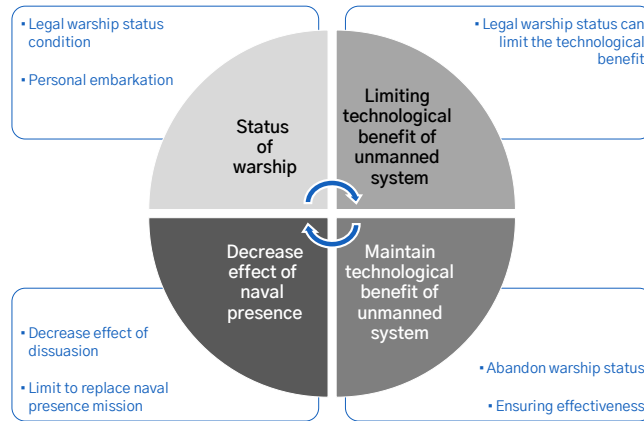 ▪ Legal warship status
condition
▪ Personal embarkation
▪ Legal warship status can
limit the technological
benefit
Status
of
warship
Limiting
technological
benefit of
unmanned
system
Decrease
effect of
naval
presence
Maintain
technological
benefit of
unmanned
system
▪ Decrease effect of
dissuasion
▪ Limit to replace naval
presence mission
▪ Abandon warship status
▪ Ensuring effectiveness